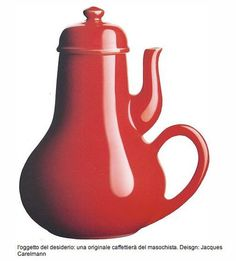 l'oggetto del desiderio: una originale caffettiera del masochista. Deisgn: Jacques
Carelmann